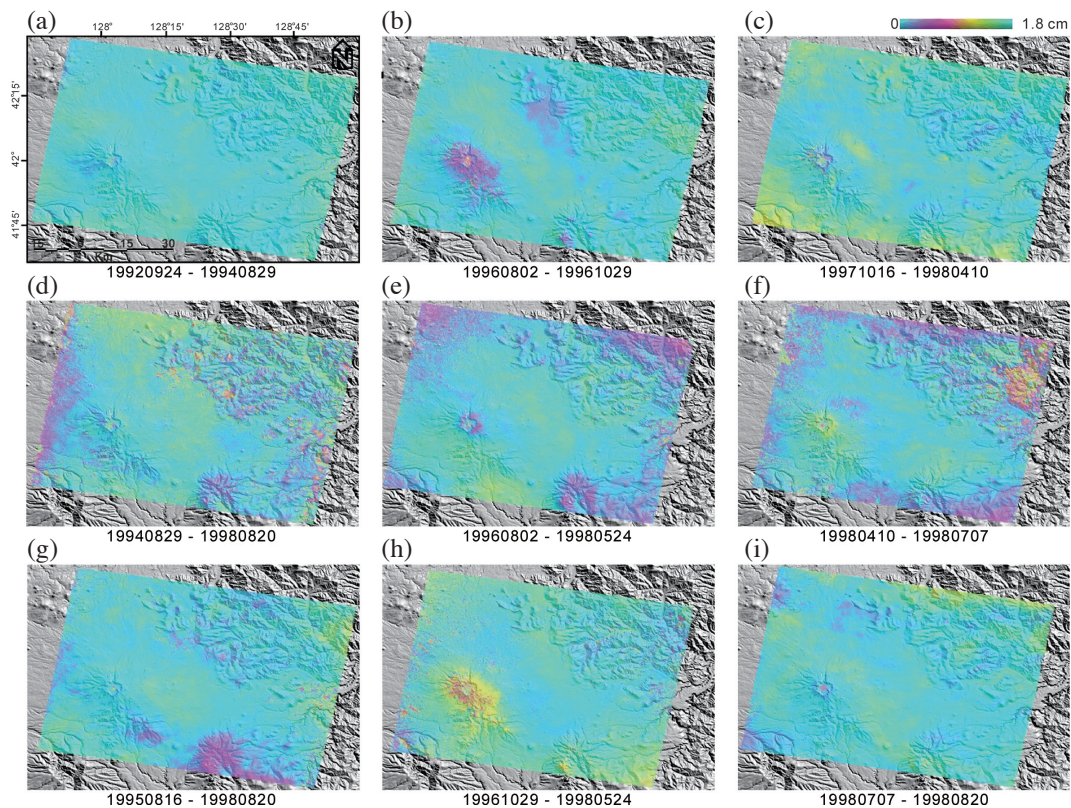 (a)
(b)
(c)
0 1.8 cm
128° 128°15' 128°30' 128°45'
N
42°15'
42°
41°45'
15 30
19920924 - 19940829
19960802 - 19961029
19971016 - 19980410
(d)
(e)
(f)
19940829 - 19980820
19960802 - 19980524
19980410 - 19980707
(g)
(h)
(i)
19950816 - 19980820
19961029 - 19980524
19980707 - 19980820